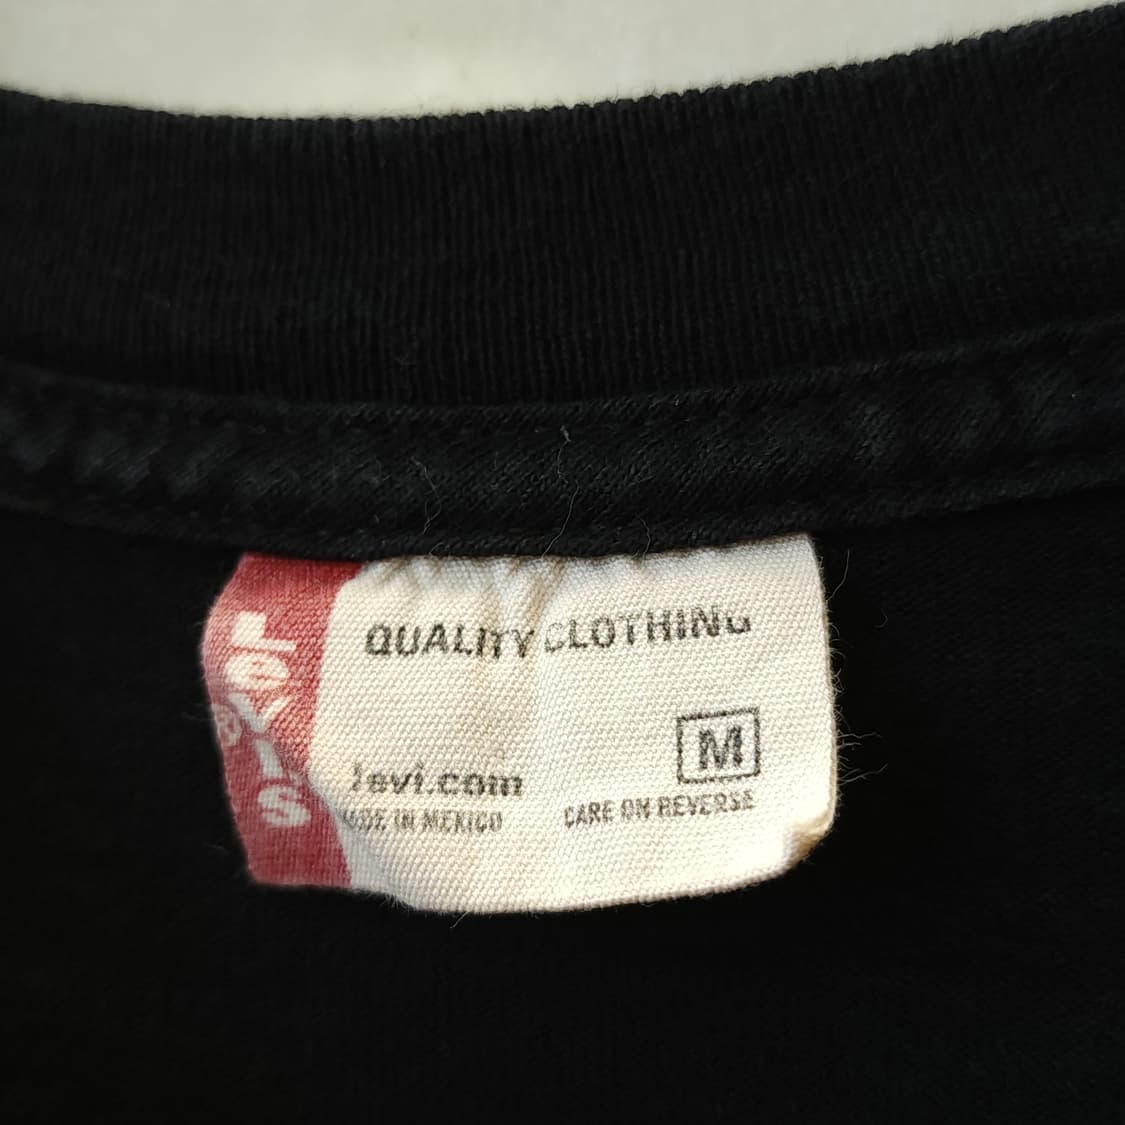 Levi's
®
QUALITY CLOTHING
M
levi.com
MADE IN MEXICO
CARE ON REVERSE